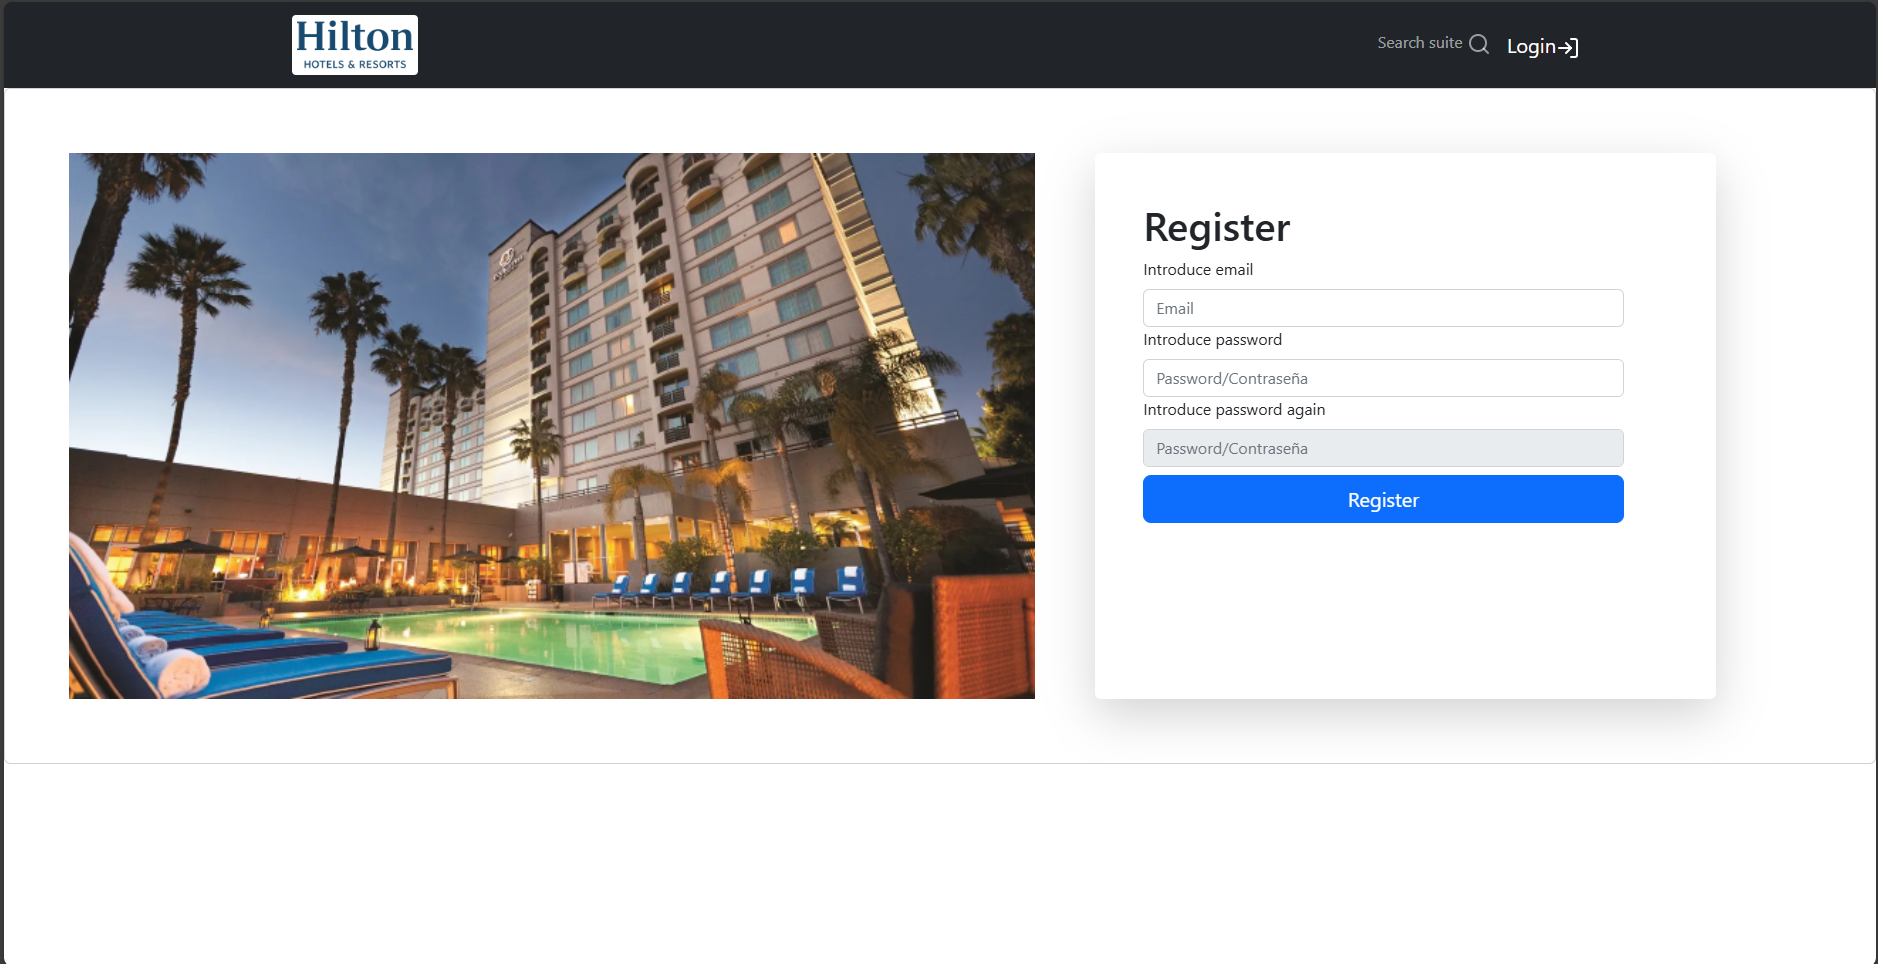 Hilton
HOTELS & RESORTS
Search suite
Login
Register
Introduce email
Email
Introduce password
Password/Contraseña
Introduce password again
Password/Contraseña
Register